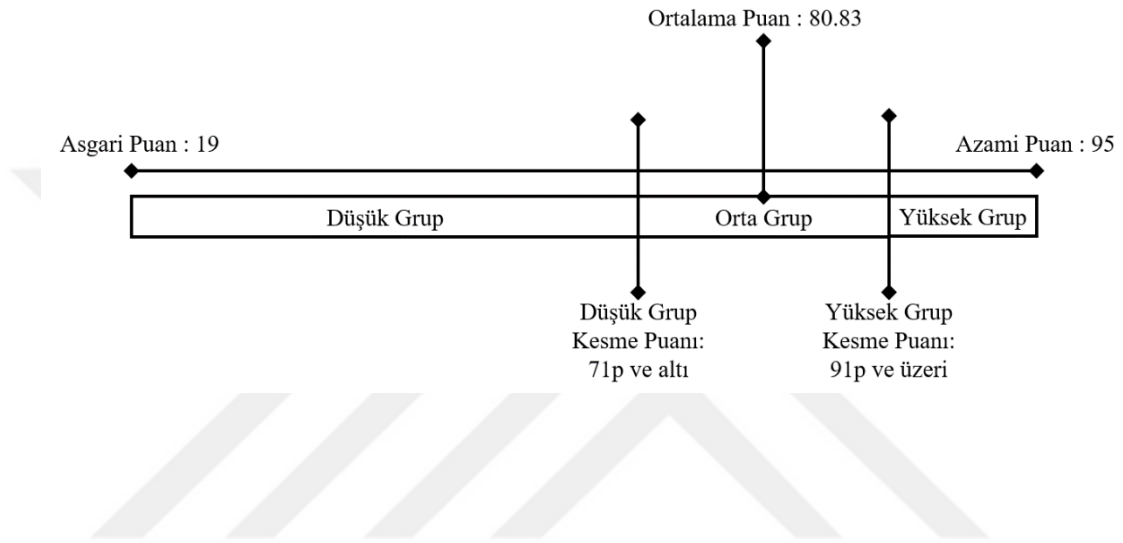 Ortalama Puan : 80.83
Asgari Puan : 19
Azami Puan : 95
Düşük Grup
Orta Grup
Yüksek Grup
Düşük Grup
Kesme Puanı:
71p ve altı
Yüksek Grup
Kesme Puanı:
91p ve üzeri